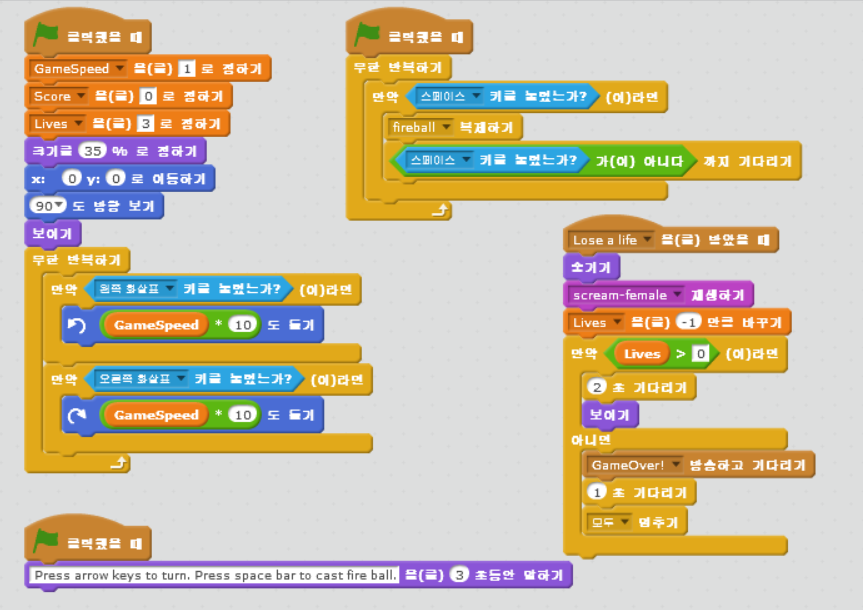 클릭했을 때
GameSpeed 을(를) 1 로 정하기
Score 을(를) 0 로 정하기
Lives 을(를) 3 로 정하기
크기를 35 % 로 정하기
x: 0 y: 0 로 이동하기
90 도 방향 보기
보이기
무한 반복하기
만약 왼쪽 화살표 키를 눌렀는가? (이)라면
GameSpeed * 10 도 돌기
만약 오른쪽 화살표 키를 눌렀는가? (이)라면
GameSpeed * 10 도 돌기
클릭했을 때
무한 반복하기
만약 스페이스 키를 눌렀는가? (이)라면
fireball 복제하기
스페이스 키를 눌렀는가? 가(이) 아니다 까지 기다리기
Lose a life 을(를) 받았을 때
숨기기
scream-female 재생하기
Lives 을(를) -1 만큼 바꾸기
만약 Lives > 0 (이)라면
2 초 기다리기
보이기
아니면
GameOver! 방송하고 기다리기
1 초 기다리기
모두 멈추기
클릭했을 때
Press arrow keys to turn. Press space bar to cast fire ball. 을(를) 3 초동안 말하기